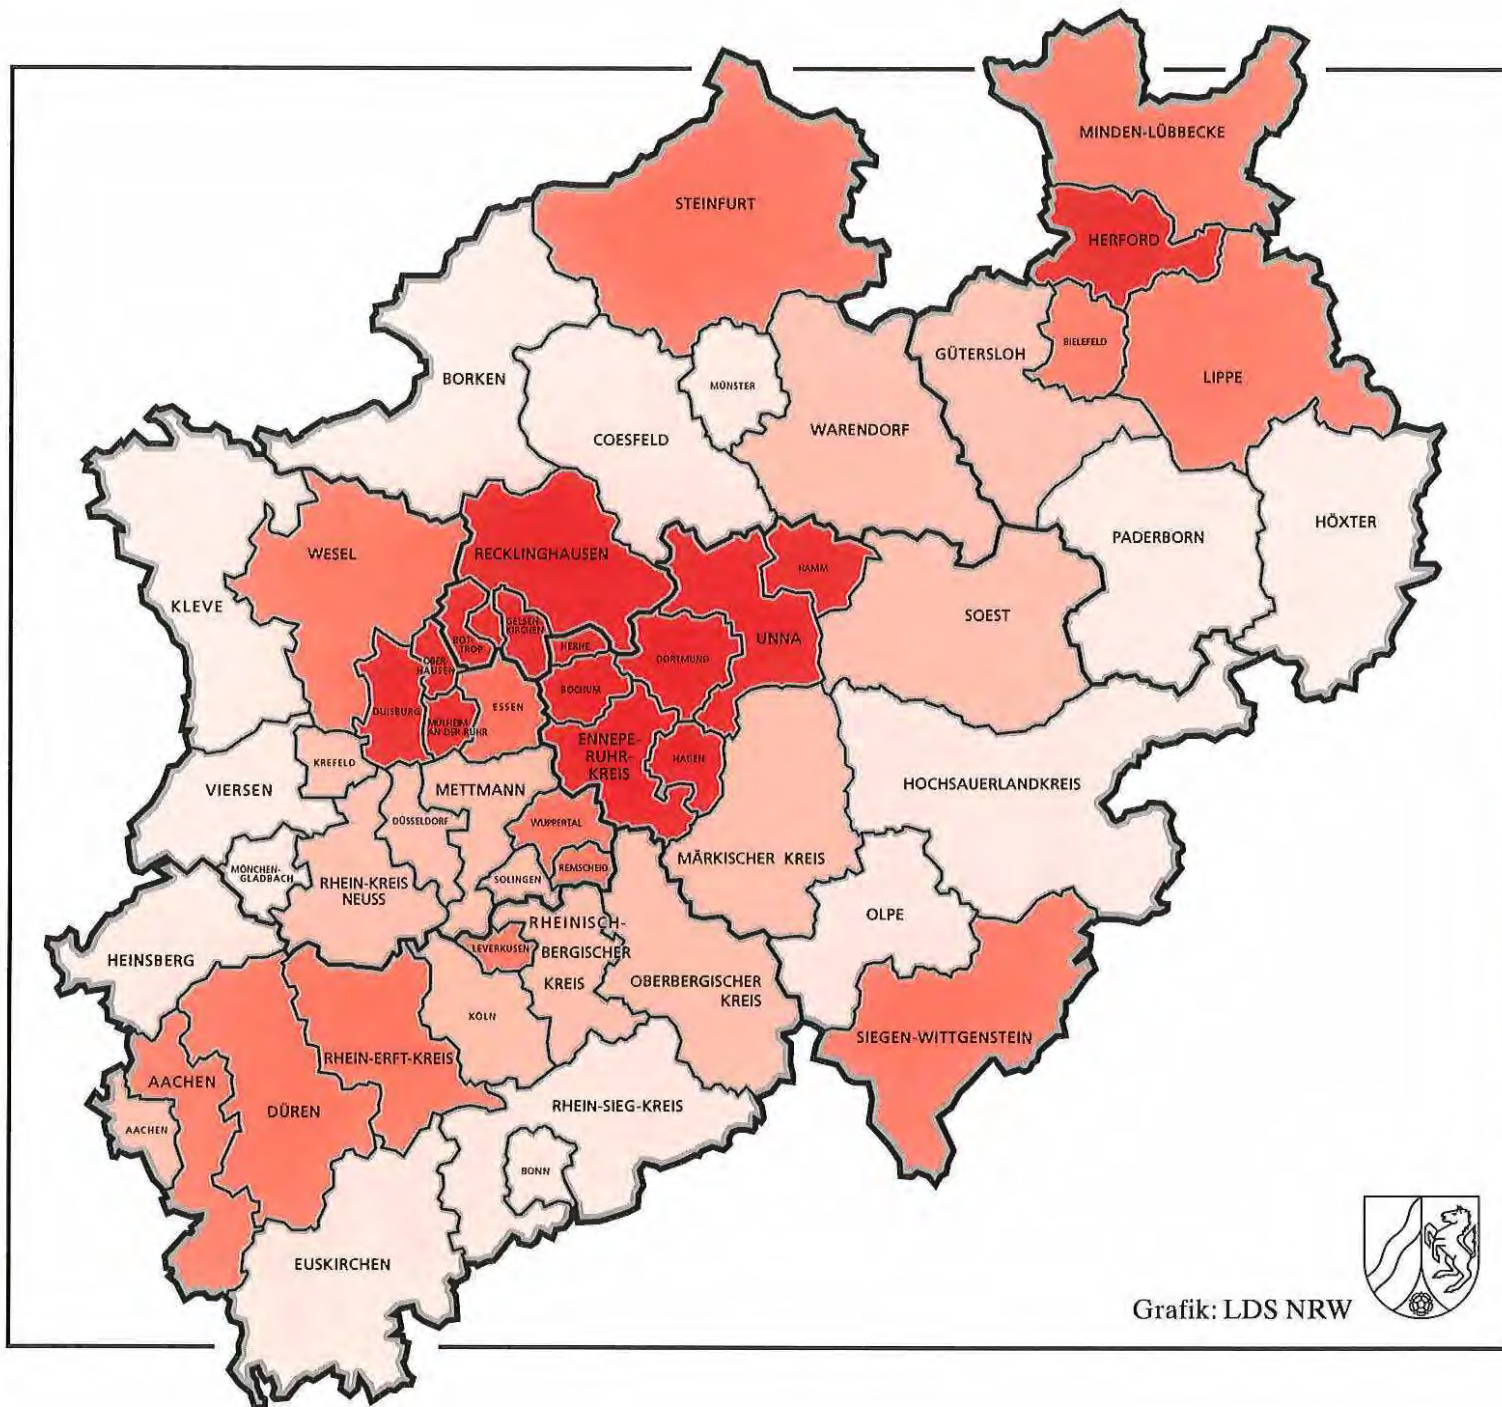 MINDEN-LÜBBECKE
STEINFURT
HERFORD
BIELEFELD
GÜTERSLOH
LIPPE
BORKEN
MÜNSTER
COESFELD
WARENDORF
HÖXTER
PADERBORN
WESEL
RECKLINGHAUSEN
HAMM
KLEVE
SOEST
BOT-
TROP
GELSEN-
KIRCHEN
HERNE
UNNA
OBER
HAUSEN
DORTMUND
BOCHUM
DUISBURG
MÜLHEIM
AN DER RUHR
ESSEN
ENNEPE-
RUHR-
KREIS
HAGEN
KREFELD
VIERSEN
METTMANN
HOCHSAUERLANDKREIS
DÜSSELDORF
WUPPERTAL
MÄRKISCHER KREIS
MÖNCHEN-
GLADBACH
RHEIN-KREIS
NEUSS
SOLINGEN
REMSCHEID
OLPE
HEINSBERG
LEVERKUSEN
RHEINISCH-
BERGISCHER
KREIS
OBERBERGISCHER
KREIS
KÖLN
SIEGEN-WITTGENSTEIN
RHEIN-ERFT-KREIS
AACHEN
DÜREN
AACHEN
RHEIN-SIEG-KREIS
BONN
EUSKIRCHEN
Grafik: LDS NRW